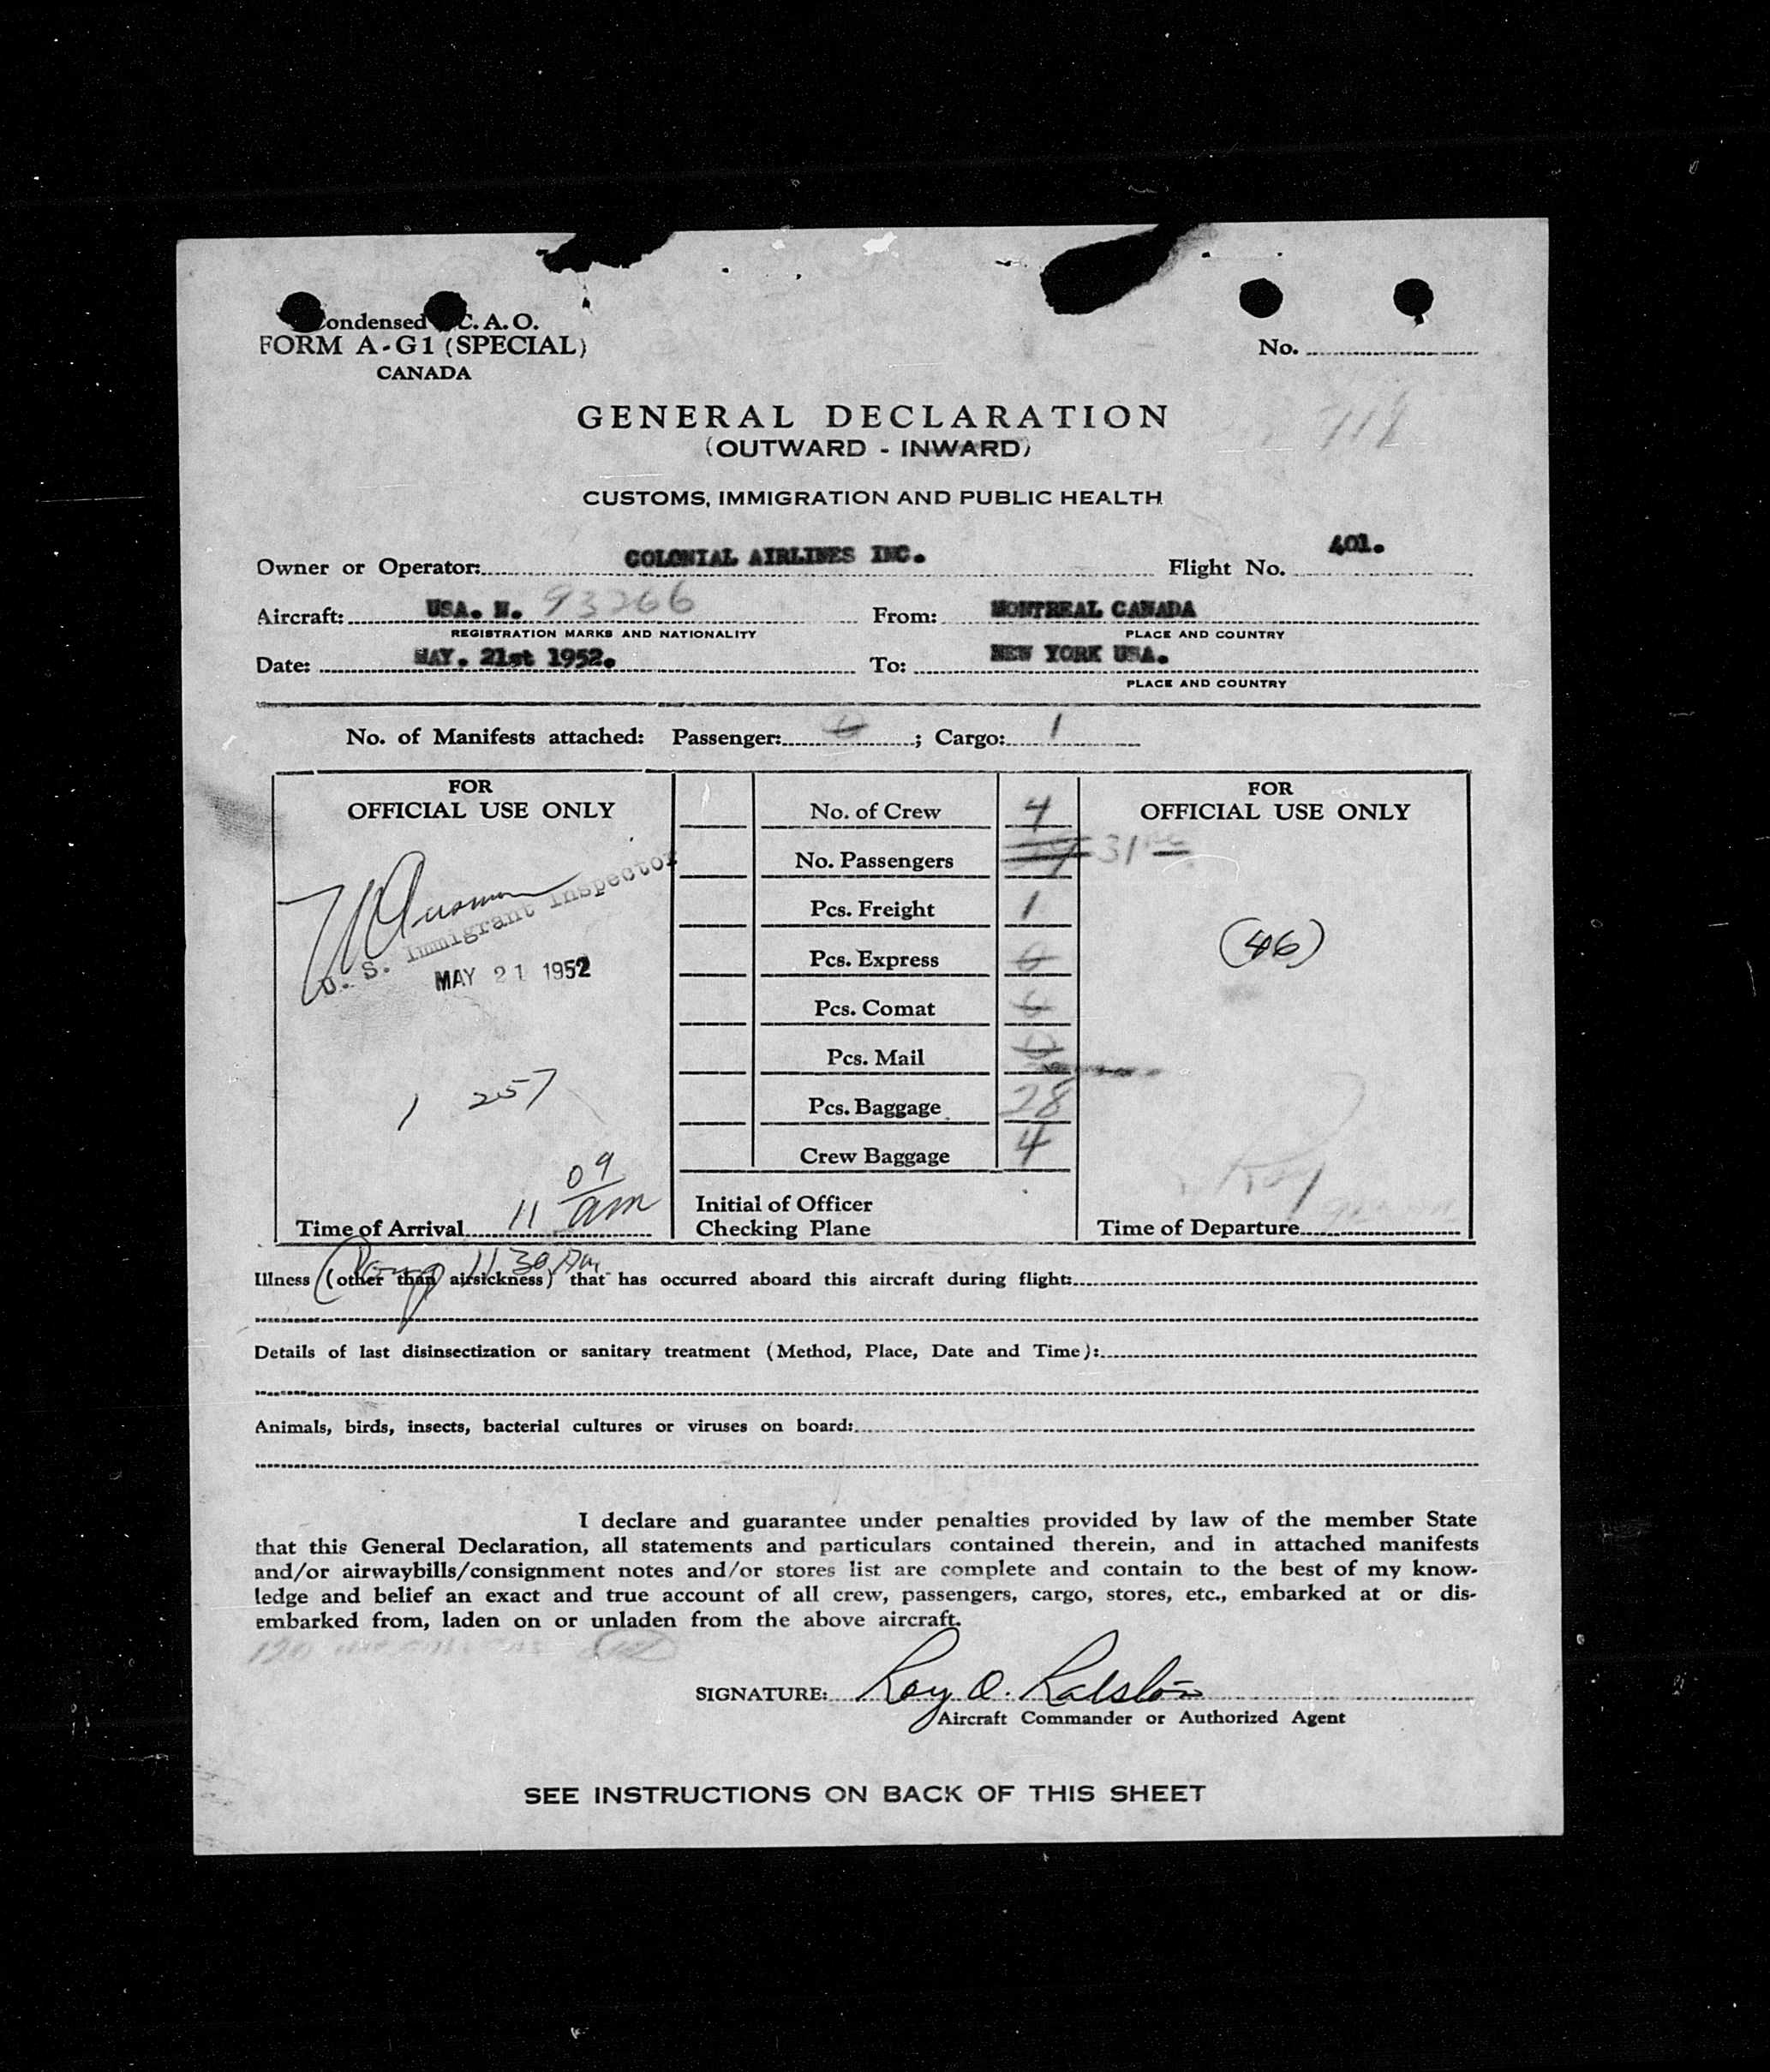 Condensed C. A. O.
FORM A-G1 (SPECIAL)
CANADA
No.
GENERAL DECLARATION
(OUTWARD - INWARD)
CUSTOMS, IMMIGRATION AND PUBLIC HEALTH
Owner or Operator: COLONIAL AIRLINES INC. Flight No. 401.
Aircraft: USA. N. 93266 From: MONTREAL CANADA
REGISTRATION MARKS AND NATIONALITY PLACE AND COUNTRY
Date: MAY. 21st 1952. To: NEW YORK USA.
PLACE AND COUNTRY
No. of Manifests attached: Passenger: ; Cargo: 1
FOR
OFFICIAL USE ONLY
U. S. Immigrant Inspector
MAY 21 1952
1 257
09
Time of Arrival 11 am
No. of Crew 4
No. Passengers 31
Pcs. Freight 1
Pcs. Express
Pcs. Comat
Pcs. Mail
Pcs. Baggage 28
Crew Baggage 4
Initial of Officer
Checking Plane
FOR
OFFICIAL USE ONLY
(46)
Time of Departure
11 30 Am
Illness (other than airsickness) that has occurred aboard this aircraft during flight:
Details of last disinsectization or sanitary treatment (Method, Place, Date and Time):
Animals, birds, insects, bacterial cultures or viruses on board:
I declare and guarantee under penalties provided by law of the member State
that this General Declaration, all statements and particulars contained therein, and in attached manifests
and/or airwaybills/consignment notes and/or stores list are complete and contain to the best of my know-
ledge and belief an exact and true account of all crew, passengers, cargo, stores, etc., embarked at or dis-
embarked from, laden on or unladen from the above aircraft.
SIGNATURE: Roy O. Ralston
Aircraft Commander or Authorized Agent
SEE INSTRUCTIONS ON BACK OF THIS SHEET